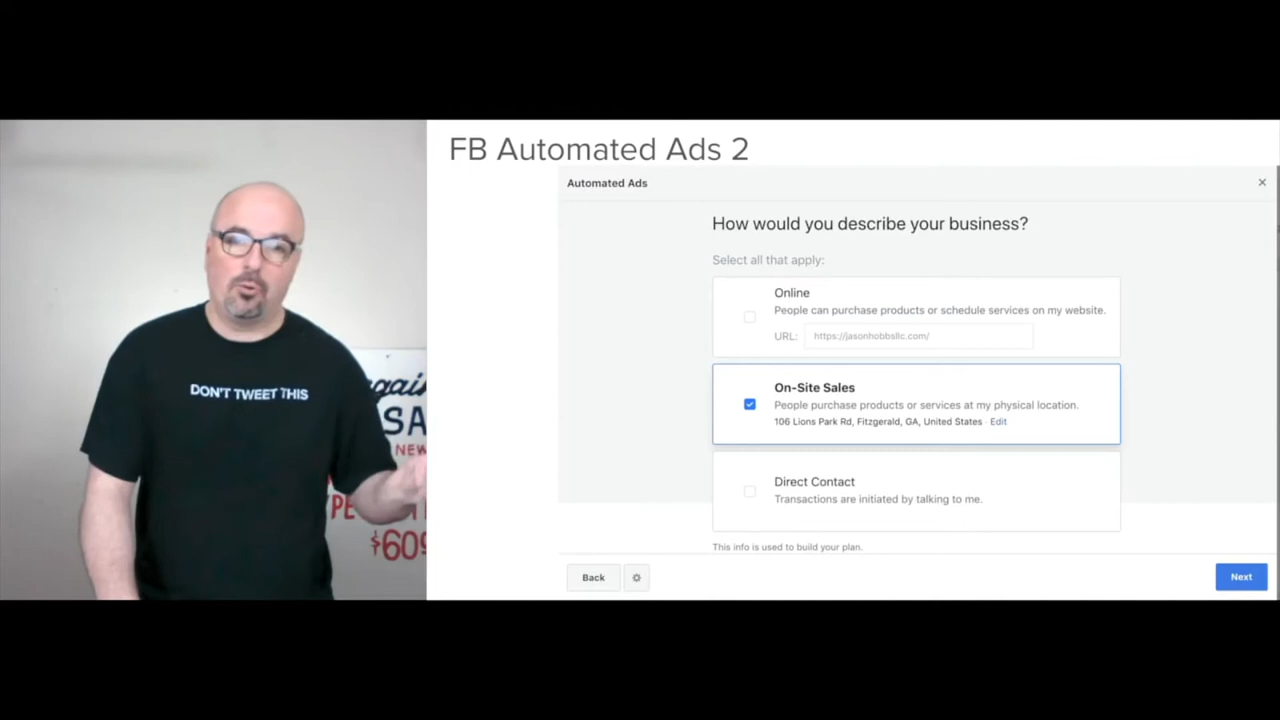 FB Automated Ads 2
Automated Ads
How would you describe your business?
Select all that apply:
Online
People can purchase products or schedule services on my website.
URL: https://jasonhobbsllc.com/
On-Site Sales
People purchase products or services at my physical location.
106 Lions Park Rd, Fitzgerald, GA, United States · Edit
Direct Contact
Transactions are initiated by talking to me.
This info is used to build your plan.
Back
Next
DON'T TWEET THIS
SA
NEW
PE